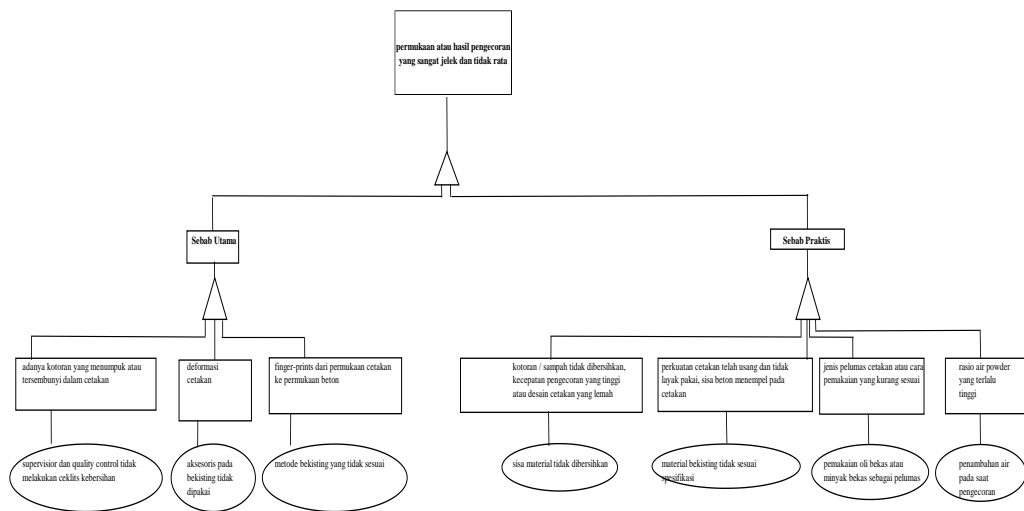 permukaan atau hasil pengecoran
yang sangat jelek dan tidak rata
Sebab Utama
Sebab Praktis
adanya kotoran yang menumpuk atau
tersembunyi dalam cetakan
deformasi
cetakan
finger-prints dari permukaan cetakan
ke permukaan beton
kotoran / sampah tidak dibersihkan,
kecepatan pengecoran yang tinggi
atau desain cetakan yang lemah
perkuatan cetakan telah usang dan tidak
layak pakai, sisa beton menempel pada
cetakan
jenis pelumas cetakan atau cara
pemakaian yang kurang sesuai
rasio air powder
yang terlalu
tinggi
supervisior dan quality control tidak
melakukan ceklits kebersihan
aksesoris pada
bekisting tidak
dipakai
metode bekisting yang tidak sesuai
sisa material tidak dibersihkan
material bekisting tidak sesuai
spesifikasi
pemakaian oli bekas atau
minyak bekas sebagai pelumas
penambahan air
pada saat
pengecoran